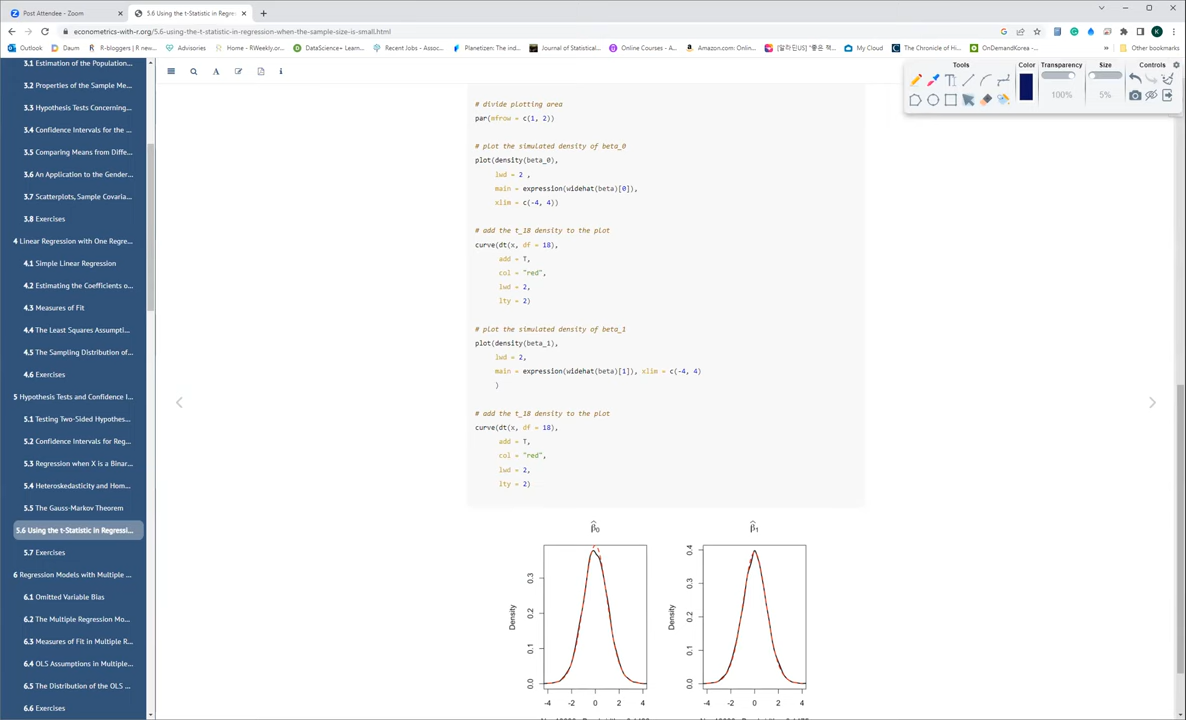 Post Attendee - Zoom
5.6 Using the t-Statistic in Regre:
econometrics-with-r.org/5.6-using-the-t-statistic-in-regression-when-the-sample-size-is-small.html
Outlook
Daum
R-bloggers | R new...
Advisories
Home - RWeekly.or...
DataScience+ Learn...
Recent Jobs - Assoc...
Planetizen: The ind...
Journal of Statistical...
Online Courses - A...
Amazon.com: Onlin...
[알라딘US] "좋은 책...
My Cloud
The Chronicle of Hi...
OnDemandKorea -...
»
Other bookmarks
3.1 Estimation of the Population...
3.2 Properties of the Sample Me...
3.3 Hypothesis Tests Concerning...
3.4 Confidence Intervals for the ...
3.5 Comparing Means from Diffe...
3.6 An Application to the Gender...
3.7 Scatterplots, Sample Covaria...
3.8 Exercises
4 Linear Regression with One Regre...
4.1 Simple Linear Regression
4.2 Estimating the Coefficients o...
4.3 Measures of Fit
4.4 The Least Squares Assumpti...
4.5 The Sampling Distribution of...
4.6 Exercises
5 Hypothesis Tests and Confidence I...
5.1 Testing Two-Sided Hypothes...
5.2 Confidence Intervals for Reg...
5.3 Regression when X is a Binar...
5.4 Heteroskedasticity and Hom...
5.5 The Gauss-Markov Theorem
5.6 Using the t-Statistic in Regressi...
5.7 Exercises
6 Regression Models with Multiple ...
6.1 Omitted Variable Bias
6.2 The Multiple Regression Mo...
6.3 Measures of Fit in Multiple R...
6.4 OLS Assumptions in Multiple...
6.5 The Distribution of the OLS ...
6.6 Exercises
Tools
Color
Transparency
Size
Controls
100%
5%
# divide plotting area
par(mfrow = c(1, 2))
# plot the simulated density of beta_0
plot(density(beta_0),
lwd = 2 ,
main = expression(widehat(beta)[0]),
xlim = c(-4, 4))
# add the t_18 density to the plot
curve(dt(x, df = 18),
add = T,
col = "red",
lwd = 2,
lty = 2)
# plot the simulated density of beta_1
plot(density(beta_1),
lwd = 2,
main = expression(widehat(beta)[1]), xlim = c(-4, 4)
)
# add the t_18 density to the plot
curve(dt(x, df = 18),
add = T,
col = "red",
lwd = 2,
lty = 2)
β̂0
Density
0.3
0.2
0.1
0.0
-4 -2 0 2 4
β̂1
Density
0.4
0.3
0.2
0.1
0.0
-4 -2 0 2 4